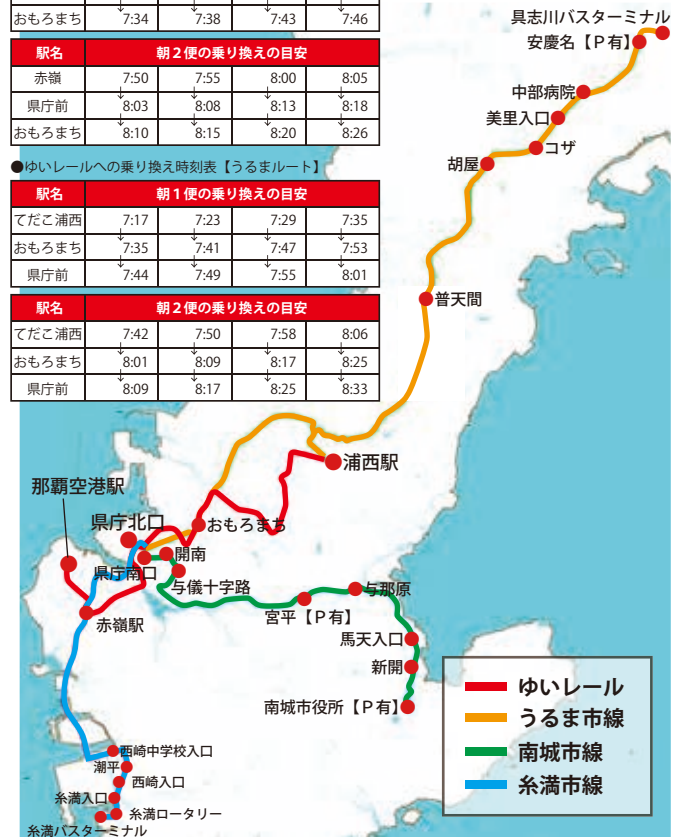 おもろまち 7:34 7:38 7:43 7:46
駅名 朝2便の乗り換えの目安
赤嶺 7:50 7:55 8:00 8:05
県庁前 8:03 8:08 8:13 8:18
おもろまち 8:10 8:15 8:20 8:26
●ゆいレールへの乗り換え時刻表【うるまルート】
駅名 朝1便の乗り換えの目安
てだこ浦西 7:17 7:23 7:29 7:35
おもろまち 7:35 7:41 7:47 7:53
県庁前 7:44 7:49 7:55 8:01
駅名 朝2便の乗り換えの目安
てだこ浦西 7:42 7:50 7:58 8:06
おもろまち 8:01 8:09 8:17 8:25
県庁前 8:09 8:17 8:25 8:33
具志川バスターミナル
安慶名【P有】
中部病院
美里入口
コザ
胡屋
普天間
浦西駅
那覇空港駅
県庁北口
おもろまち
開南
県庁南口
与儀十字路
与那原
宮平【P有】
赤嶺駅
馬天入口
新開
南城市役所【P有】
西崎中学校入口
潮平
西崎入口
糸満入口
糸満ロータリー
糸満バスターミナル
ゆいレール
うるま市線
南城市線
糸満市線